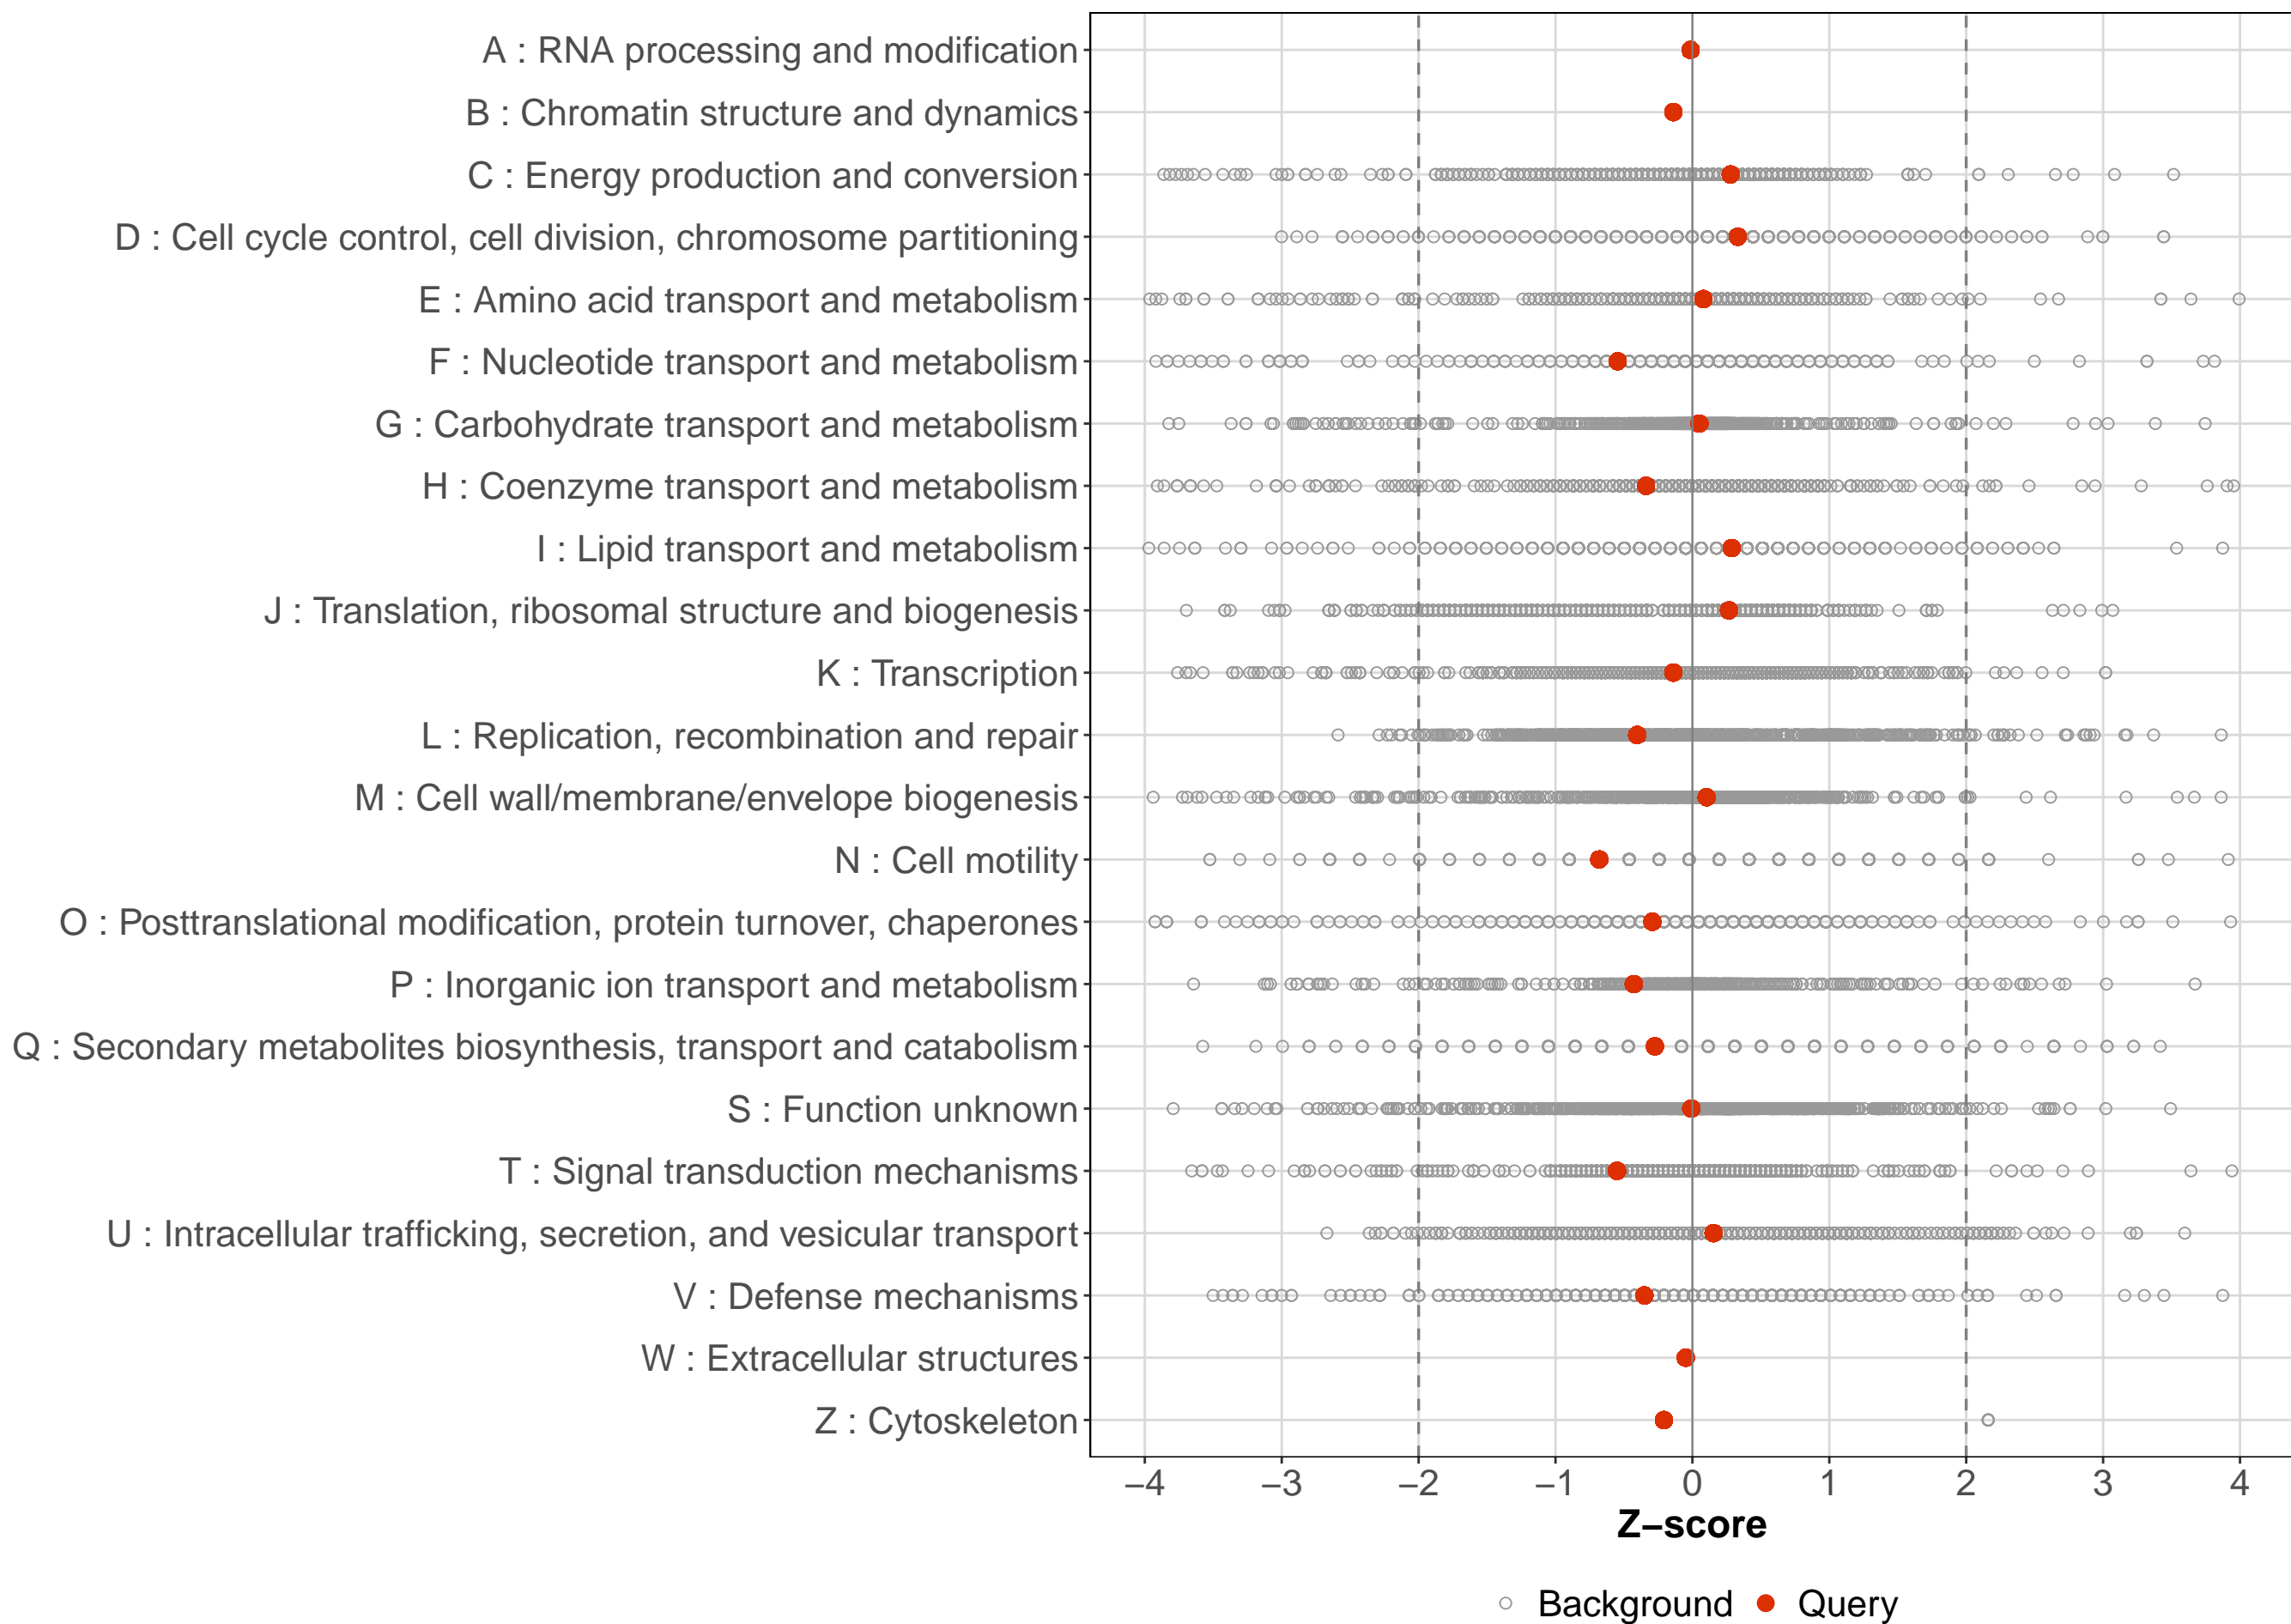 A : RNA processing and modification
B : Chromatin structure and dynamics
C : Energy production and conversion
D : Cell cycle control, cell division, chromosome partitioning
E : Amino acid transport and metabolism
F : Nucleotide transport and metabolism
G : Carbohydrate transport and metabolism
H : Coenzyme transport and metabolism
I : Lipid transport and metabolism
J : Translation, ribosomal structure and biogenesis
K : Transcription
L : Replication, recombination and repair
M : Cell wall/membrane/envelope biogenesis
N : Cell motility
O : Posttranslational modification, protein turnover, chaperones
P : Inorganic ion transport and metabolism
Q : Secondary metabolites biosynthesis, transport and catabolism
S : Function unknown
T : Signal transduction mechanisms
U : Intracellular trafficking, secretion, and vesicular transport
V : Defense mechanisms
W : Extracellular structures
Z : Cytoskeleton
−4 −3 −2 −1 0 1 2 3 4
Z−score
Background Query